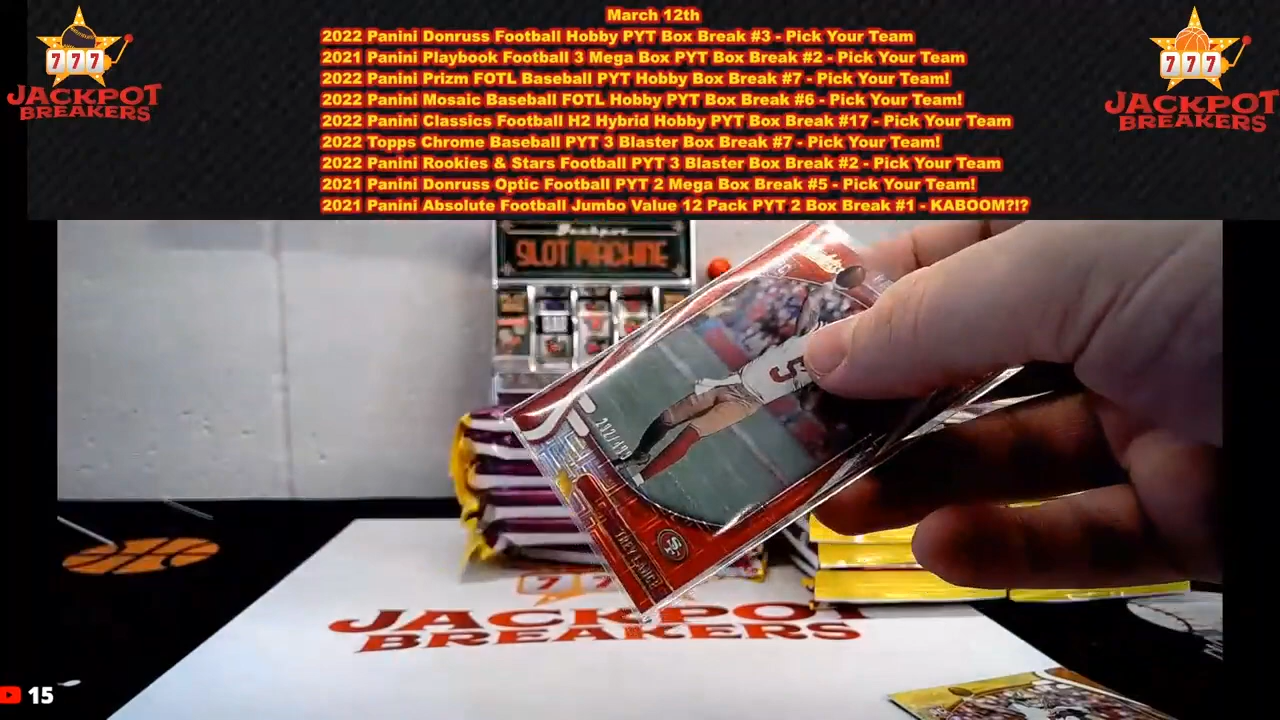 March 12th
2022 Panini Donruss Football Hobby PYT Box Break #3 - Pick Your Team
2021 Panini Playbook Football 3 Mega Box PYT Box Break #2 - Pick Your Team
2022 Panini Prizm FOTL Baseball PYT Hobby Box Break #7 - Pick Your Team!
2022 Panini Mosaic Baseball FOTL Hobby PYT Box Break #6 - Pick Your Team!
2022 Panini Classics Football H2 Hybrid Hobby PYT Box Break #17 - Pick Your Team
2022 Topps Chrome Baseball PYT 3 Blaster Box Break #7 - Pick Your Team!
2022 Panini Rookies & Stars Football PYT 3 Blaster Box Break #2 - Pick Your Team
2021 Panini Donruss Optic Football PYT 2 Mega Box Break #5 - Pick Your Team!
2021 Panini Absolute Football Jumbo Value 12 Pack PYT 2 Box Break #1 - KABOOM?!?
777
JACKPOT
BREAKERS
777
JACKPOT
BREAKERS
Jackpot
SLOT MACHINE
5
TREY LANCE
SF
77
JACKPOT
BREAKERS
15